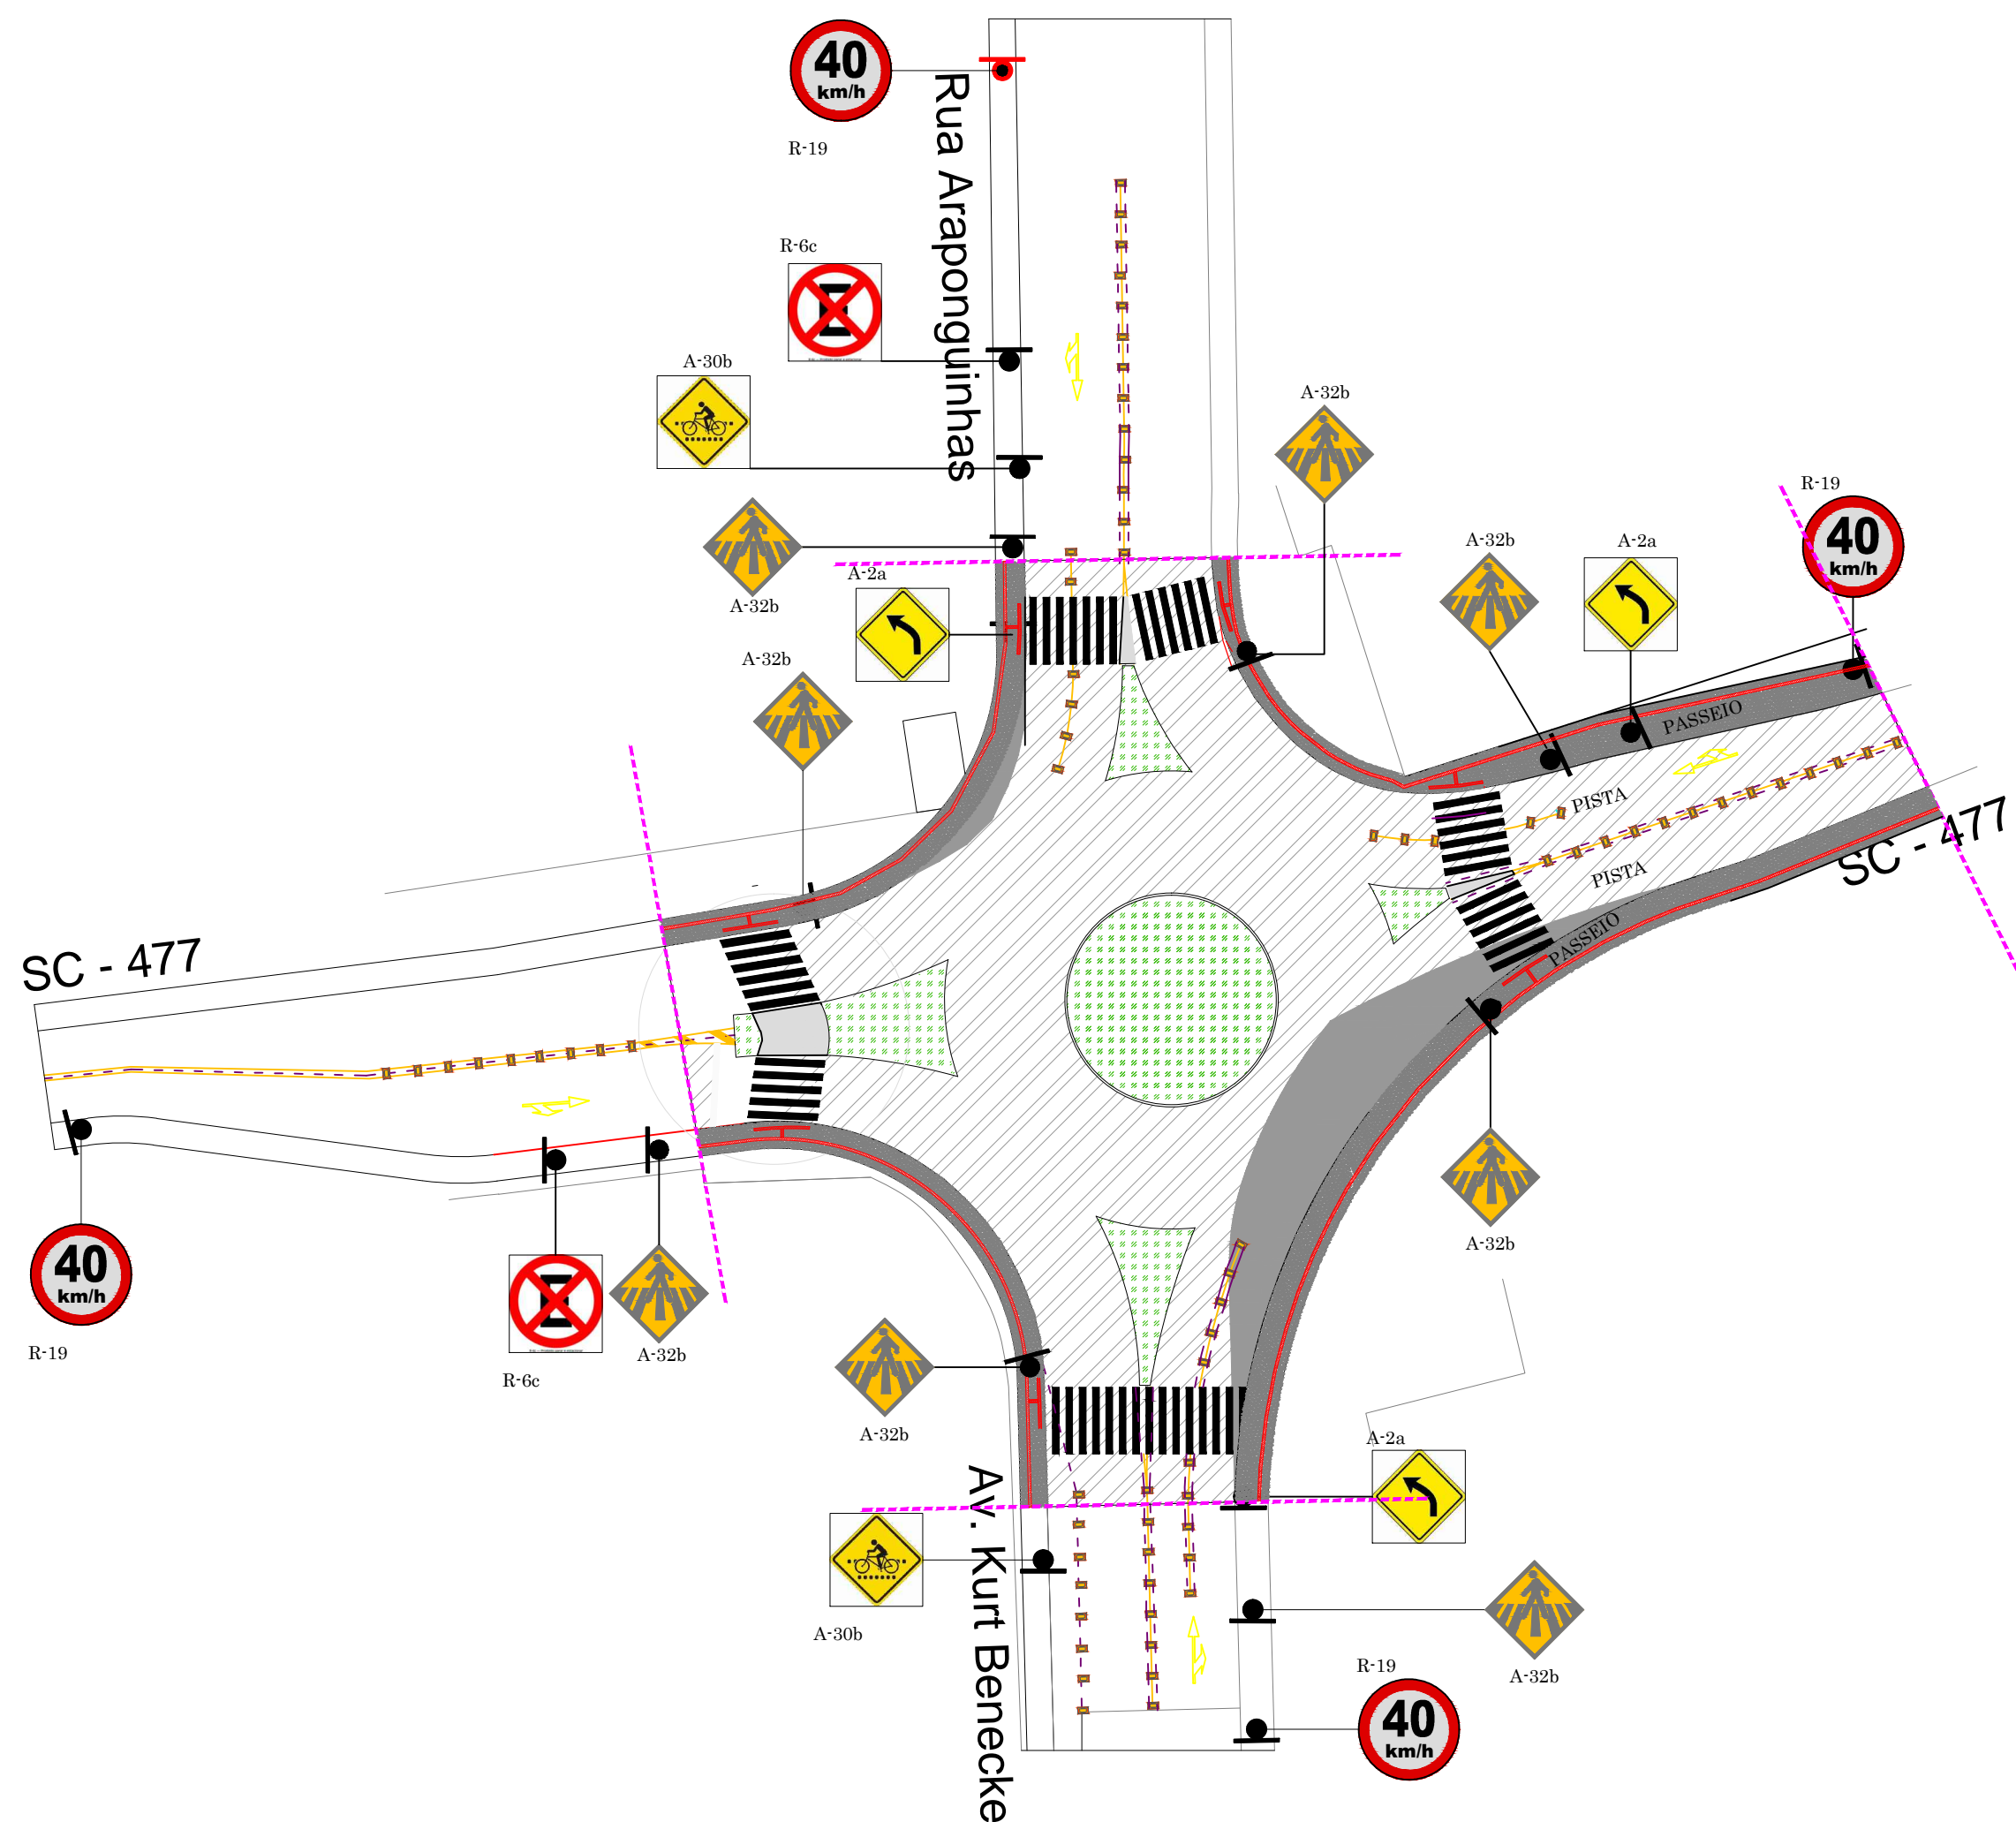 40
km/h
R-19
Rua Araponguinhas
R-6c
A-30b
A-32b
A-32b
A-2a
A-32b
A-32b
A-2a
R-19
40
km/h
PASSEIO
PISTA
PISTA
PASSEIO
SC - 477
SC - 477
40
km/h
R-19
R-6c
A-32b
A-32b
A-32b
A-2a
A-30b
Av. Kurt Benecke
A-32b
R-19
40
km/h